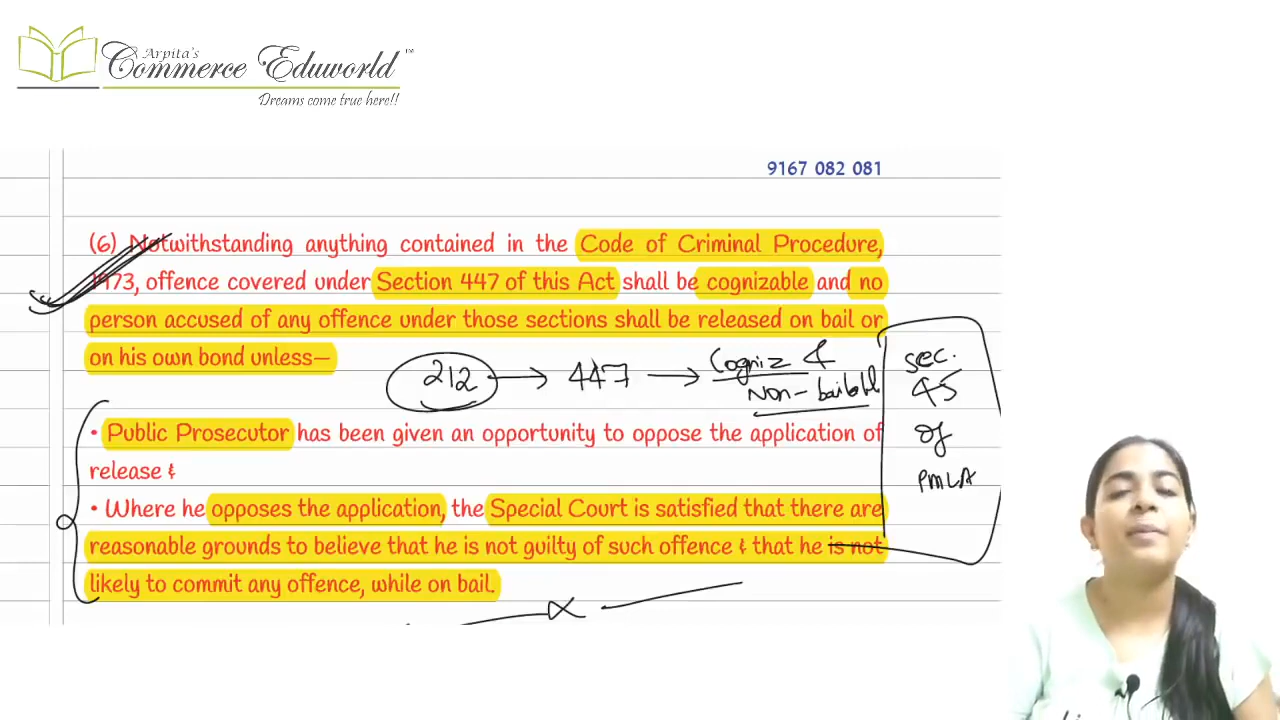 Arpita's
Commerce Eduworld™
Dreams come true here!!
9167 082 081
(6) Notwithstanding anything contained in the Code of Criminal Procedure,
1973, offence covered under Section 447 of this Act shall be cognizable and no
person accused of any offence under those sections shall be released on bail or
on his own bond unless—
212 → 447 → Cogniz &
Non-bailable
sec.
45
of
PMLA
• Public Prosecutor has been given an opportunity to oppose the application of
release &
• Where he opposes the application, the Special Court is satisfied that there are
reasonable grounds to believe that he is not guilty of such offence & that he is not
likely to commit any offence, while on bail.